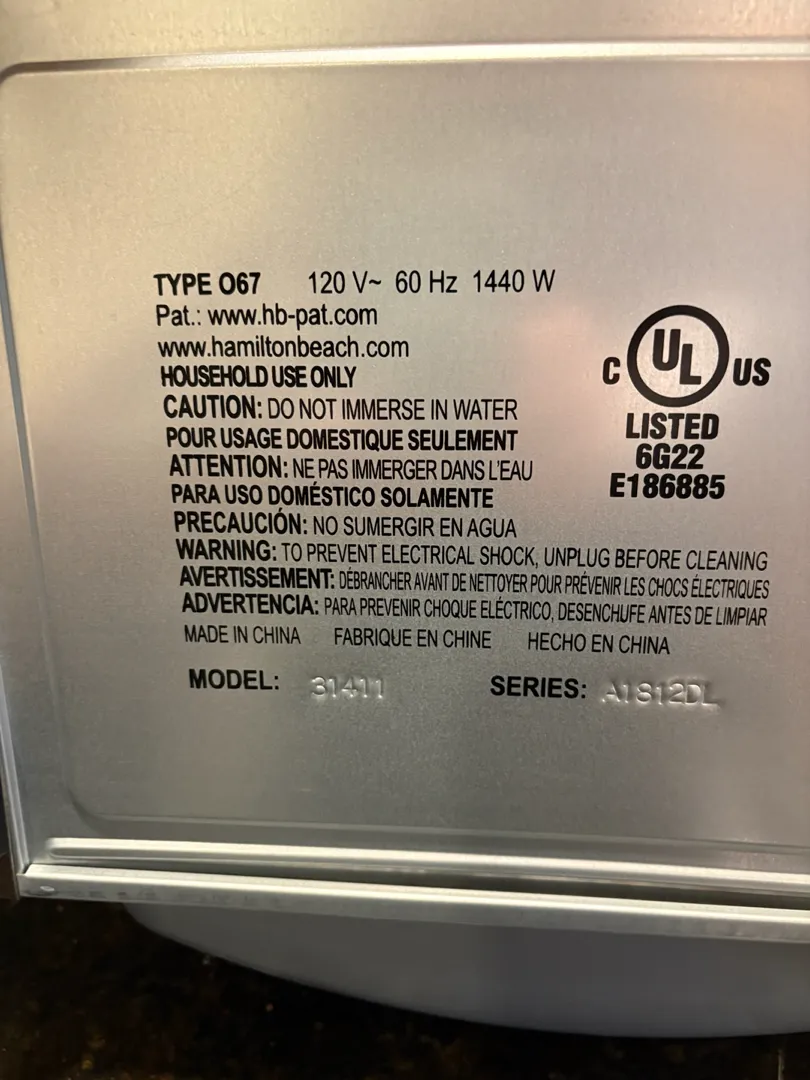 TYPE O67 120 V~ 60 Hz 1440 W
Pat.: www.hb-pat.com
www.hamiltonbeach.com
HOUSEHOLD USE ONLY
CAUTION: DO NOT IMMERSE IN WATER
POUR USAGE DOMESTIQUE SEULEMENT
ATTENTION: NE PAS IMMERGER DANS L'EAU
PARA USO DOMÉSTICO SOLAMENTE
PRECAUCIÓN: NO SUMERGIR EN AGUA
WARNING: TO PREVENT ELECTRICAL SHOCK, UNPLUG BEFORE CLEANING
AVERTISSEMENT: DÉBRANCHER AVANT DE NETTOYER POUR PRÉVENIR LES CHOCS ÉLECTRIQUES
ADVERTENCIA: PARA PREVENIR CHOQUE ELÉCTRICO, DESENCHUFE ANTES DE LIMPIAR
MADE IN CHINA FABRIQUE EN CHINE HECHO EN CHINA
MODEL: 31411 SERIES: A1812DL
C UL US
LISTED
6G22
E186885